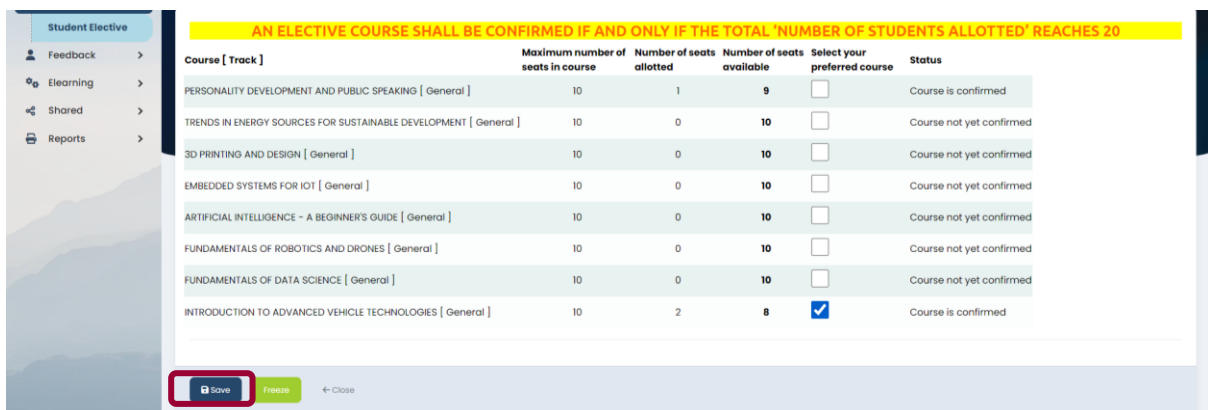 Student Elective
Feedback
Elearning
Shared
Reports
AN ELECTIVE COURSE SHALL BE CONFIRMED IF AND ONLY IF THE TOTAL 'NUMBER OF STUDENTS ALLOTTED' REACHES 20
Course [ Track ] Maximum number of seats in course Number of seats allotted Number of seats available Select your preferred course Status
PERSONALITY DEVELOPMENT AND PUBLIC SPEAKING [ General ] 10 1 9 Course is confirmed
TRENDS IN ENERGY SOURCES FOR SUSTAINABLE DEVELOPMENT [ General ] 10 0 10 Course not yet confirmed
3D PRINTING AND DESIGN [ General ] 10 0 10 Course not yet confirmed
EMBEDDED SYSTEMS FOR IOT [ General ] 10 0 10 Course not yet confirmed
ARTIFICIAL INTELLIGENCE - A BEGINNER'S GUIDE [ General ] 10 0 10 Course not yet confirmed
FUNDAMENTALS OF ROBOTICS AND DRONES [ General ] 10 0 10 Course not yet confirmed
FUNDAMENTALS OF DATA SCIENCE [ General ] 10 0 10 Course not yet confirmed
INTRODUCTION TO ADVANCED VEHICLE TECHNOLOGIES [ General ] 10 2 8 Course is confirmed
Save Freeze ← Close